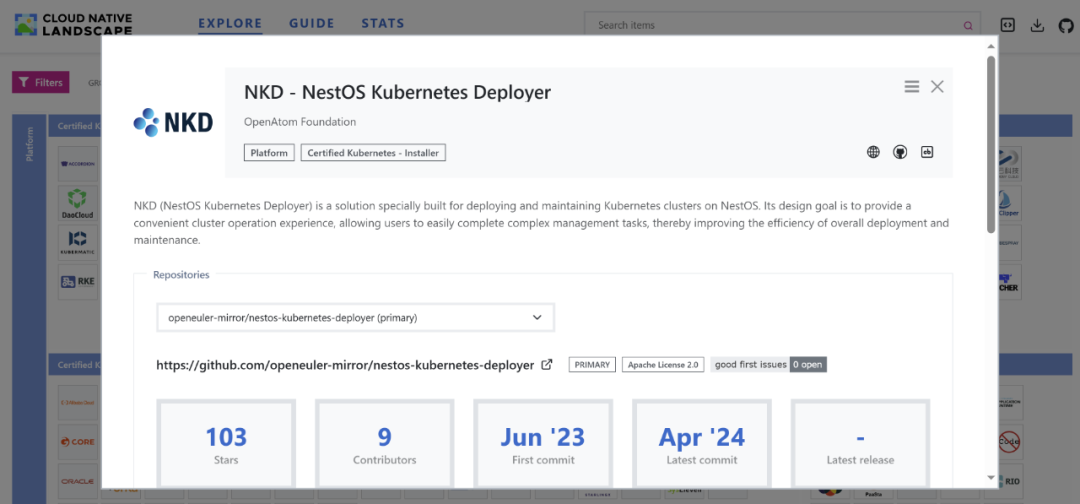 CLOUD NATIVE
LANDSCAPE
EXPLORE
GUIDE
STATS
Search items
Filters
Platform
Certified K
NKD
NKD - NestOS Kubernetes Deployer
OpenAtom Foundation
Platform
Certified Kubernetes - Installer
NKD (NestOS Kubernetes Deployer) is a solution specially built for deploying and maintaining Kubernetes clusters on NestOS. Its design goal is to provide a
convenient cluster operation experience, allowing users to easily complete complex management tasks, thereby improving the efficiency of overall deployment and
maintenance.
Repositories
openeuler-mirror/nestos-kubernetes-deployer (primary)
https://github.com/openeuler-mirror/nestos-kubernetes-deployer
PRIMARY
Apache License 2.0
good first issues 0 open
103
Stars
9
Contributors
Jun '23
First commit
Apr '24
Latest commit
-
Latest release
DaoCloud
KUBERMATIC
RKE
Certified K
CORE
ORACLE